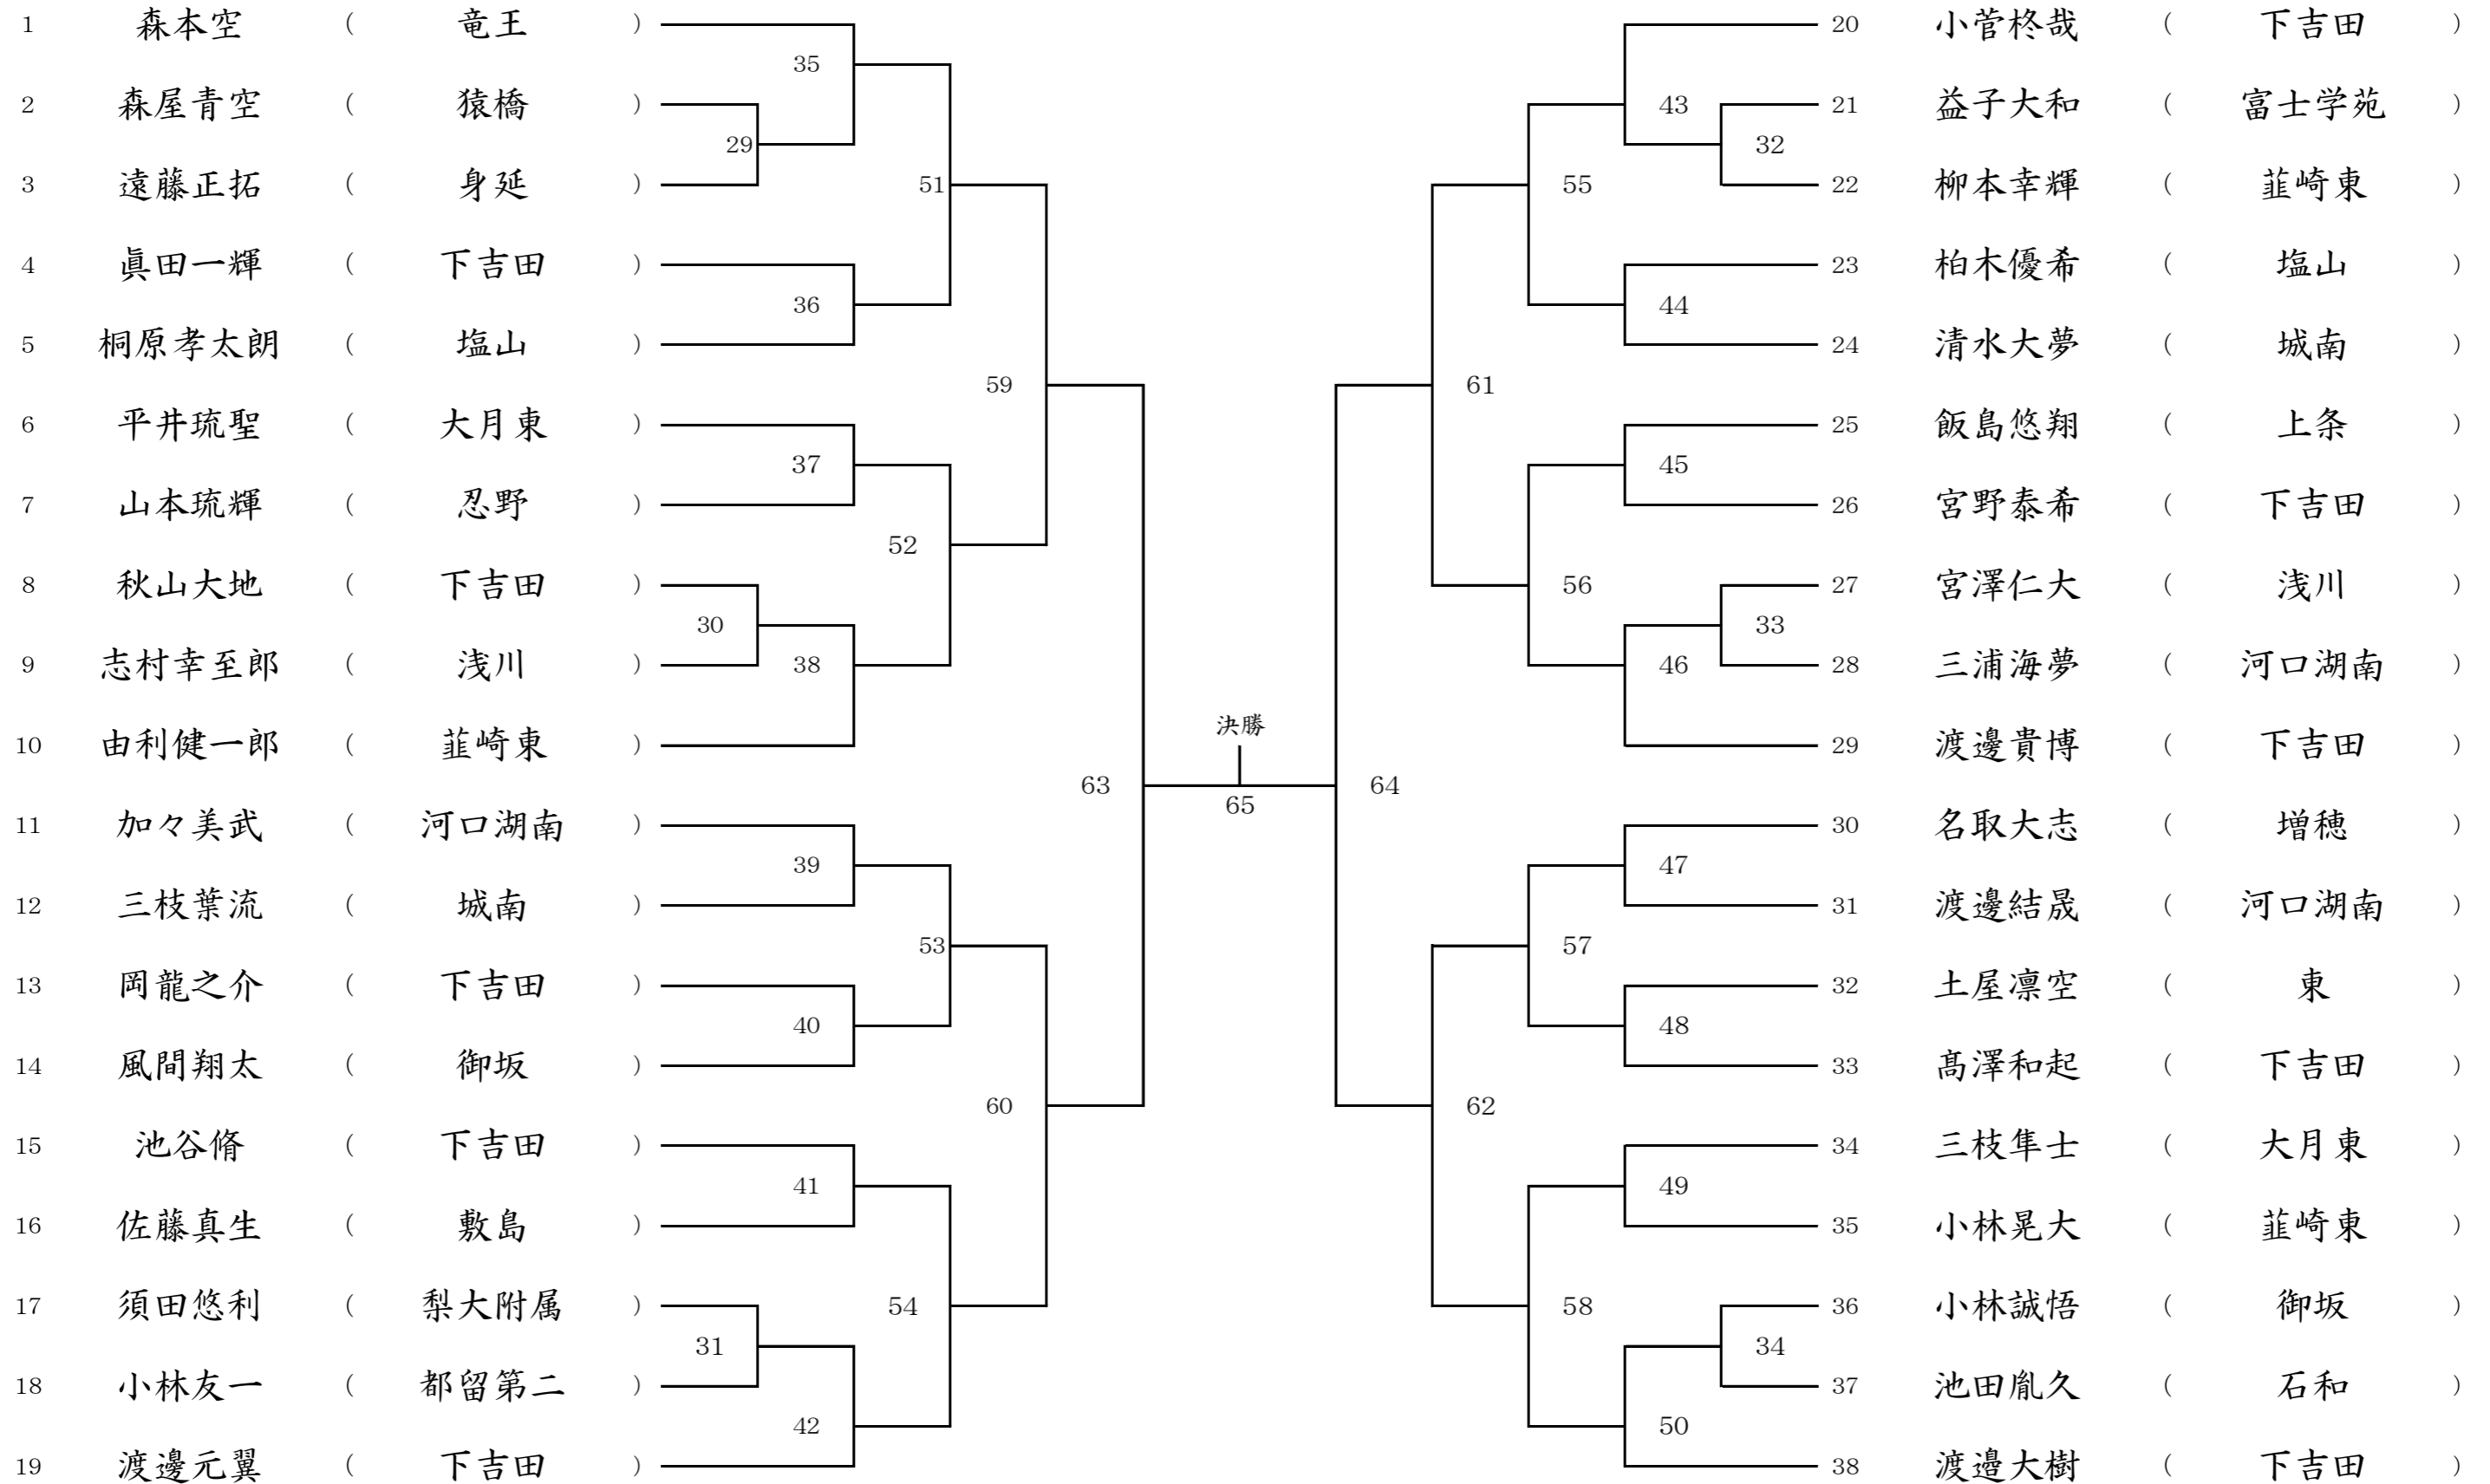 1 森本空 ( 竜王 )
2 森屋青空 ( 猿橋 )
3 遠藤正拓 ( 身延 )
4 眞田一輝 ( 下吉田 )
5 桐原孝太朗 ( 塩山 )
6 平井琉聖 ( 大月東 )
7 山本琉輝 ( 忍野 )
8 秋山大地 ( 下吉田 )
9 志村幸至郎 ( 浅川 )
10 由利健一郎 ( 韮崎東 )
11 加々美武 ( 河口湖南 )
12 三枝葉流 ( 城南 )
13 岡龍之介 ( 下吉田 )
14 風間翔太 ( 御坂 )
15 池谷脩 ( 下吉田 )
16 佐藤真生 ( 敷島 )
17 須田悠利 ( 梨大附属 )
18 小林友一 ( 都留第二 )
19 渡邊元翼 ( 下吉田 )
29
30
31
35
36
37
38
39
40
41
42
51
52
53
54
59
60
63
決勝
65
64
61
62
55
56
57
58
43
44
45
46
47
48
49
50
32
33
34
20 小菅柊哉 ( 下吉田 )
21 益子大和 ( 富士学苑 )
22 柳本幸輝 ( 韮崎東 )
23 柏木優希 ( 塩山 )
24 清水大夢 ( 城南 )
25 飯島悠翔 ( 上条 )
26 宮野泰希 ( 下吉田 )
27 宮澤仁大 ( 浅川 )
28 三浦海夢 ( 河口湖南 )
29 渡邊貴博 ( 下吉田 )
30 名取大志 ( 増穂 )
31 渡邊結晟 ( 河口湖南 )
32 土屋凛空 ( 東 )
33 髙澤和起 ( 下吉田 )
34 三枝隼士 ( 大月東 )
35 小林晃大 ( 韮崎東 )
36 小林誠悟 ( 御坂 )
37 池田胤久 ( 石和 )
38 渡邉大樹 ( 下吉田 )